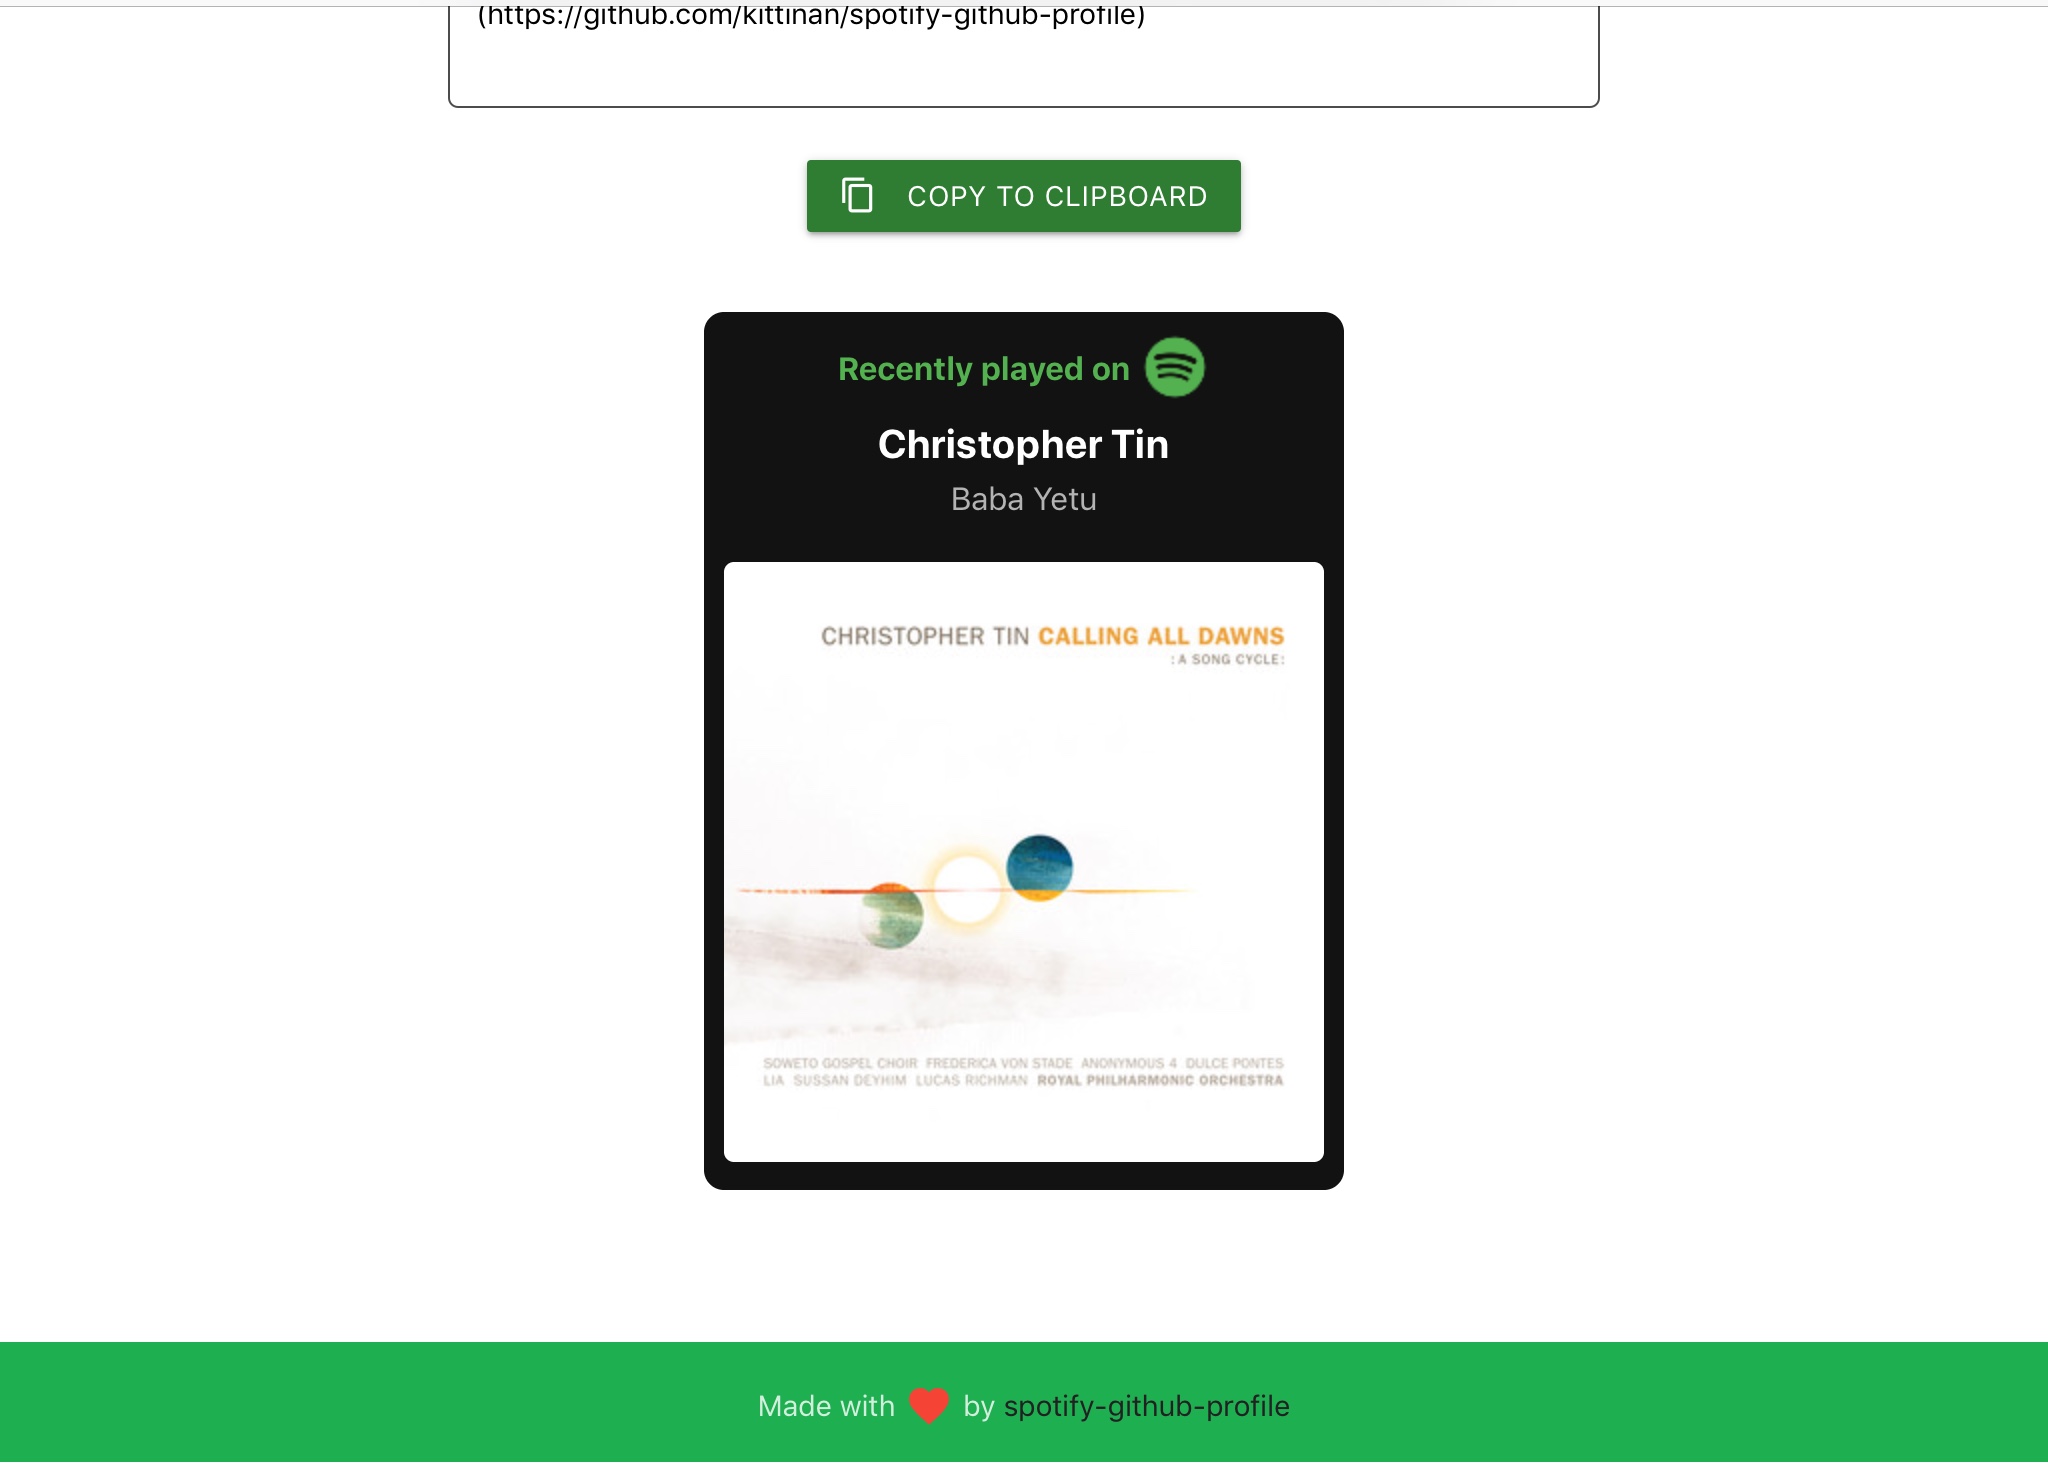 (https://github.com/kittinan/spotify-github-profile)
COPY TO CLIPBOARD
Recently played on
Christopher Tin
Baba Yetu
CHRISTOPHER TIN CALLING ALL DAWNS
: A SONG CYCLE:
SOWETO GOSPEL CHOIR FREDERICA VON STADE ANONYMOUS 4 DULCE PONTES
LIA SUSSAN DEYHIM LUCAS RICHMAN ROYAL PHILHARMONIC ORCHESTRA
Made with by spotify-github-profile